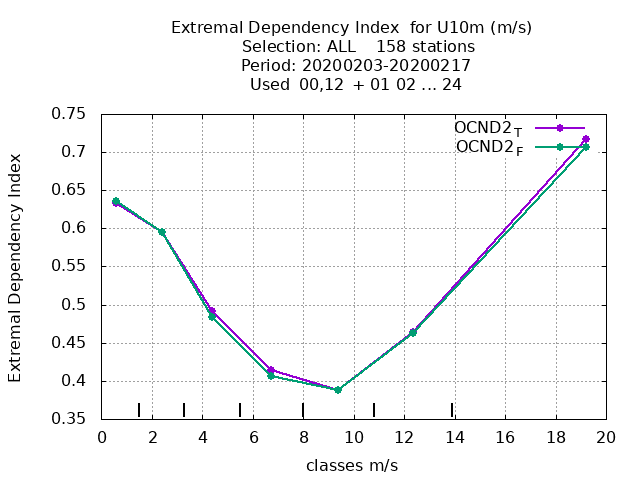 Extremal Dependency Index for U10m (m/s)
Selection: ALL 158 stations
Period: 20200203-20200217
Used 00,12 + 01 02 ... 24
0.75
0.7
0.65
0.6
0.55
0.5
0.45
0.4
0.35
Extremal Dependency Index
OCND2T
OCND2F
0 2 4 6 8 10 12 14 16 18 20
classes m/s